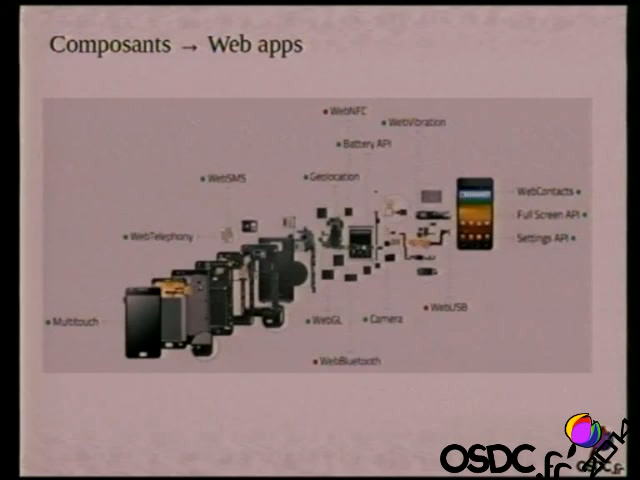 Composants → Web apps
WebNFC
WebVibration
Battery API
WebSMS
Geolocation
WebContacts
Full Screen API
WebTelephony
Settings API
WebUSB
Multitouch
WebGL
Camera
WebBluetooth
OSDC.fr